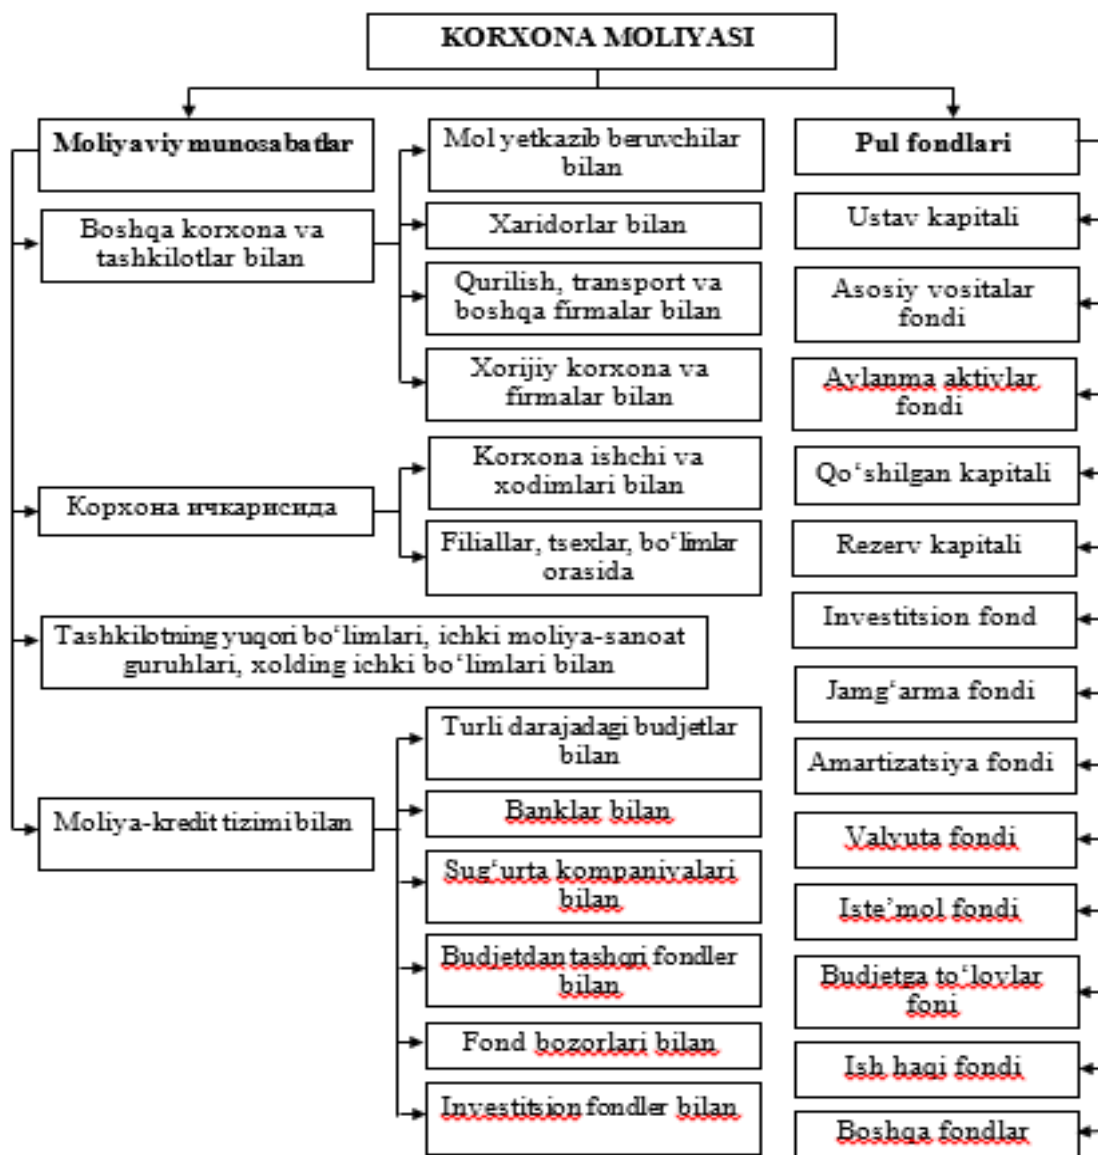 KORXONA MOLIYASI
Moliyaviy munosabatlar
Boshqa korxona va
tashkilotlar bilan
Mol yetkazib beruvchilar
bilan
Xaridorlar bilan
Qurilish, transport va
boshqa firmalar bilan
Xorijiy korxona va
firmalar bilan
Корхона ичкарисида
Korxona ishchi va
xodimlari bilan
Filiallar, tsexlar, bo‘limlar
orasida
Tashkilotning yuqori bo‘limlari, ichki moliya-sanoat
guruhlari, xolding ichki bo‘limlari bilan
Moliya-kredit tizimi bilan
Turli darajadagi budjetlar
bilan
Banklar bilan
Sug‘urta kompaniyalari
bilan
Budjetdan tashqri fondler
bilan
Fond bozorlari bilan
Investitsion fondler bilan
Pul fondlari
Ustav kapitali
Asosiy vositalar
fondi
Aylanma aktivlar
fondi
Qo‘shilgan kapitali
Rezerv kapitali
Investitsion fond
Jamg‘arma fondi
Amartizatsiya fondi
Valyuta fondi
Iste’mol fondi
Budjetga to‘lovlar
foni
Ish haqi fondi
Boshqa fondlar